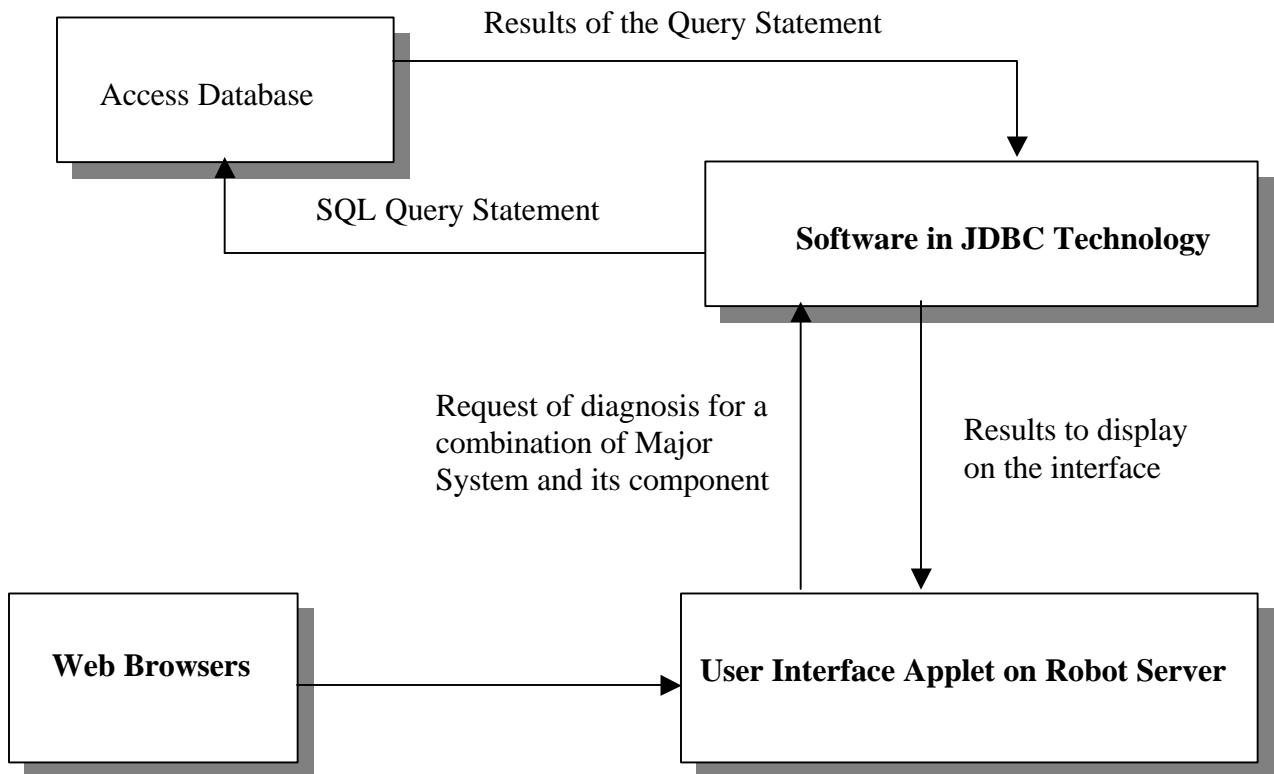 Results of the Query Statement
Access Database
SQL Query Statement
Software in JDBC Technology
Request of diagnosis for a
combination of Major
System and its component
Results to display
on the interface
Web Browsers
User Interface Applet on Robot Server